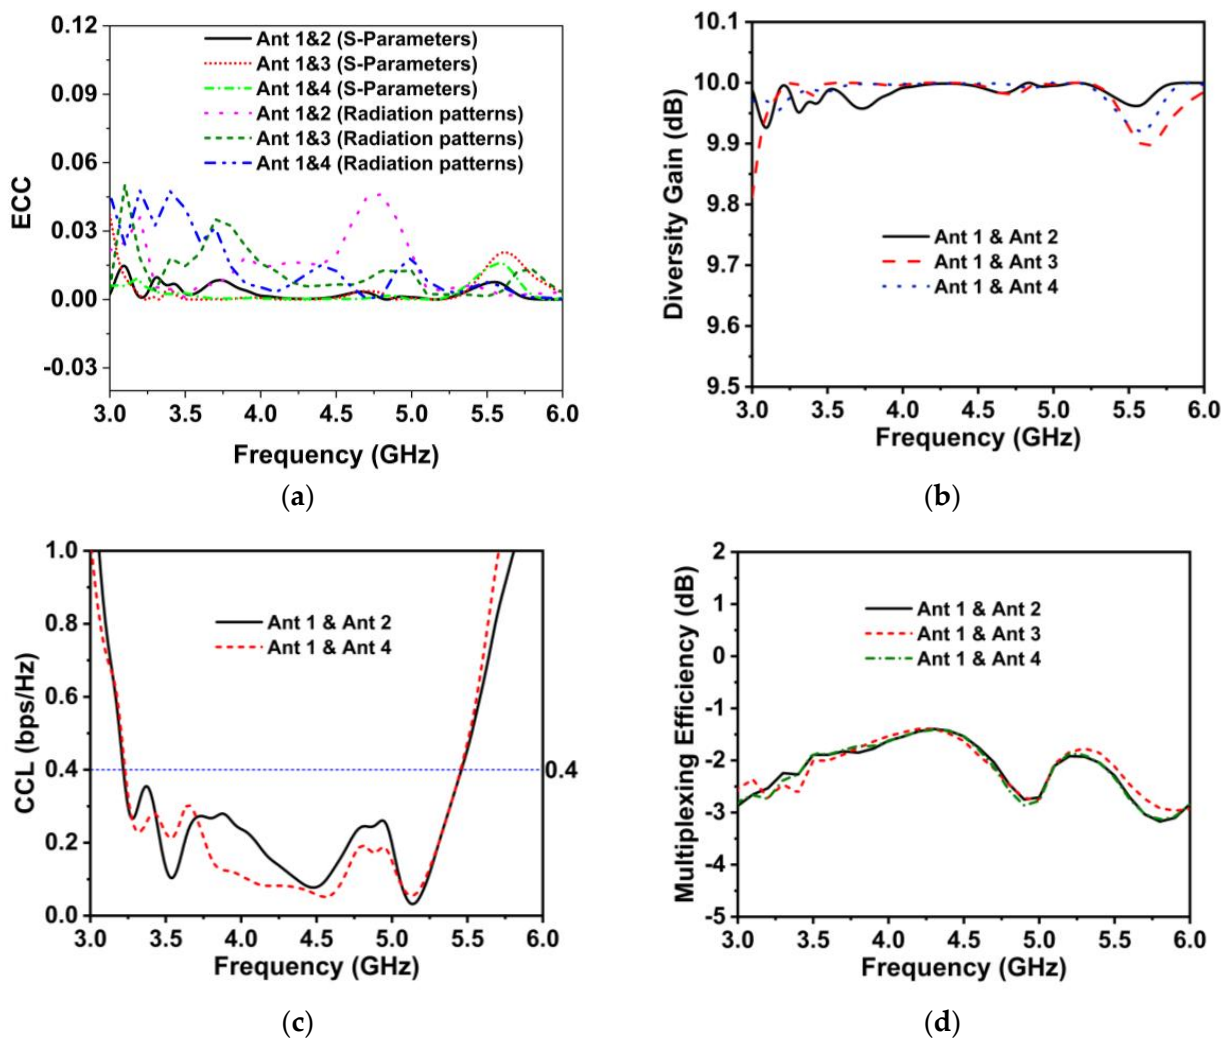 0.12
0.09
0.06
0.03
0.00
-0.03
ECC
Ant 1&2 (S-Parameters)
Ant 1&3 (S-Parameters)
Ant 1&4 (S-Parameters)
Ant 1&2 (Radiation patterns)
Ant 1&3 (Radiation patterns)
Ant 1&4 (Radiation patterns)
3.0 3.5 4.0 4.5 5.0 5.5 6.0
Frequency (GHz)
(a)
10.1
10.0
9.9
9.8
9.7
9.6
9.5
Diversity Gain (dB)
Ant 1 & Ant 2
Ant 1 & Ant 3
Ant 1 & Ant 4
3.0 3.5 4.0 4.5 5.0 5.5 6.0
Frequency (GHz)
(b)
1.0
0.8
0.6
0.4
0.2
0.0
CCL (bps/Hz)
Ant 1 & Ant 2
Ant 1 & Ant 4
0.4
3.0 3.5 4.0 4.5 5.0 5.5 6.0
Frequency (GHz)
(c)
2
1
0
-1
-2
-3
-4
-5
Multiplexing Efficiency (dB)
Ant 1 & Ant 2
Ant 1 & Ant 3
Ant 1 & Ant 4
3.0 3.5 4.0 4.5 5.0 5.5 6.0
Frequency (GHz)
(d)